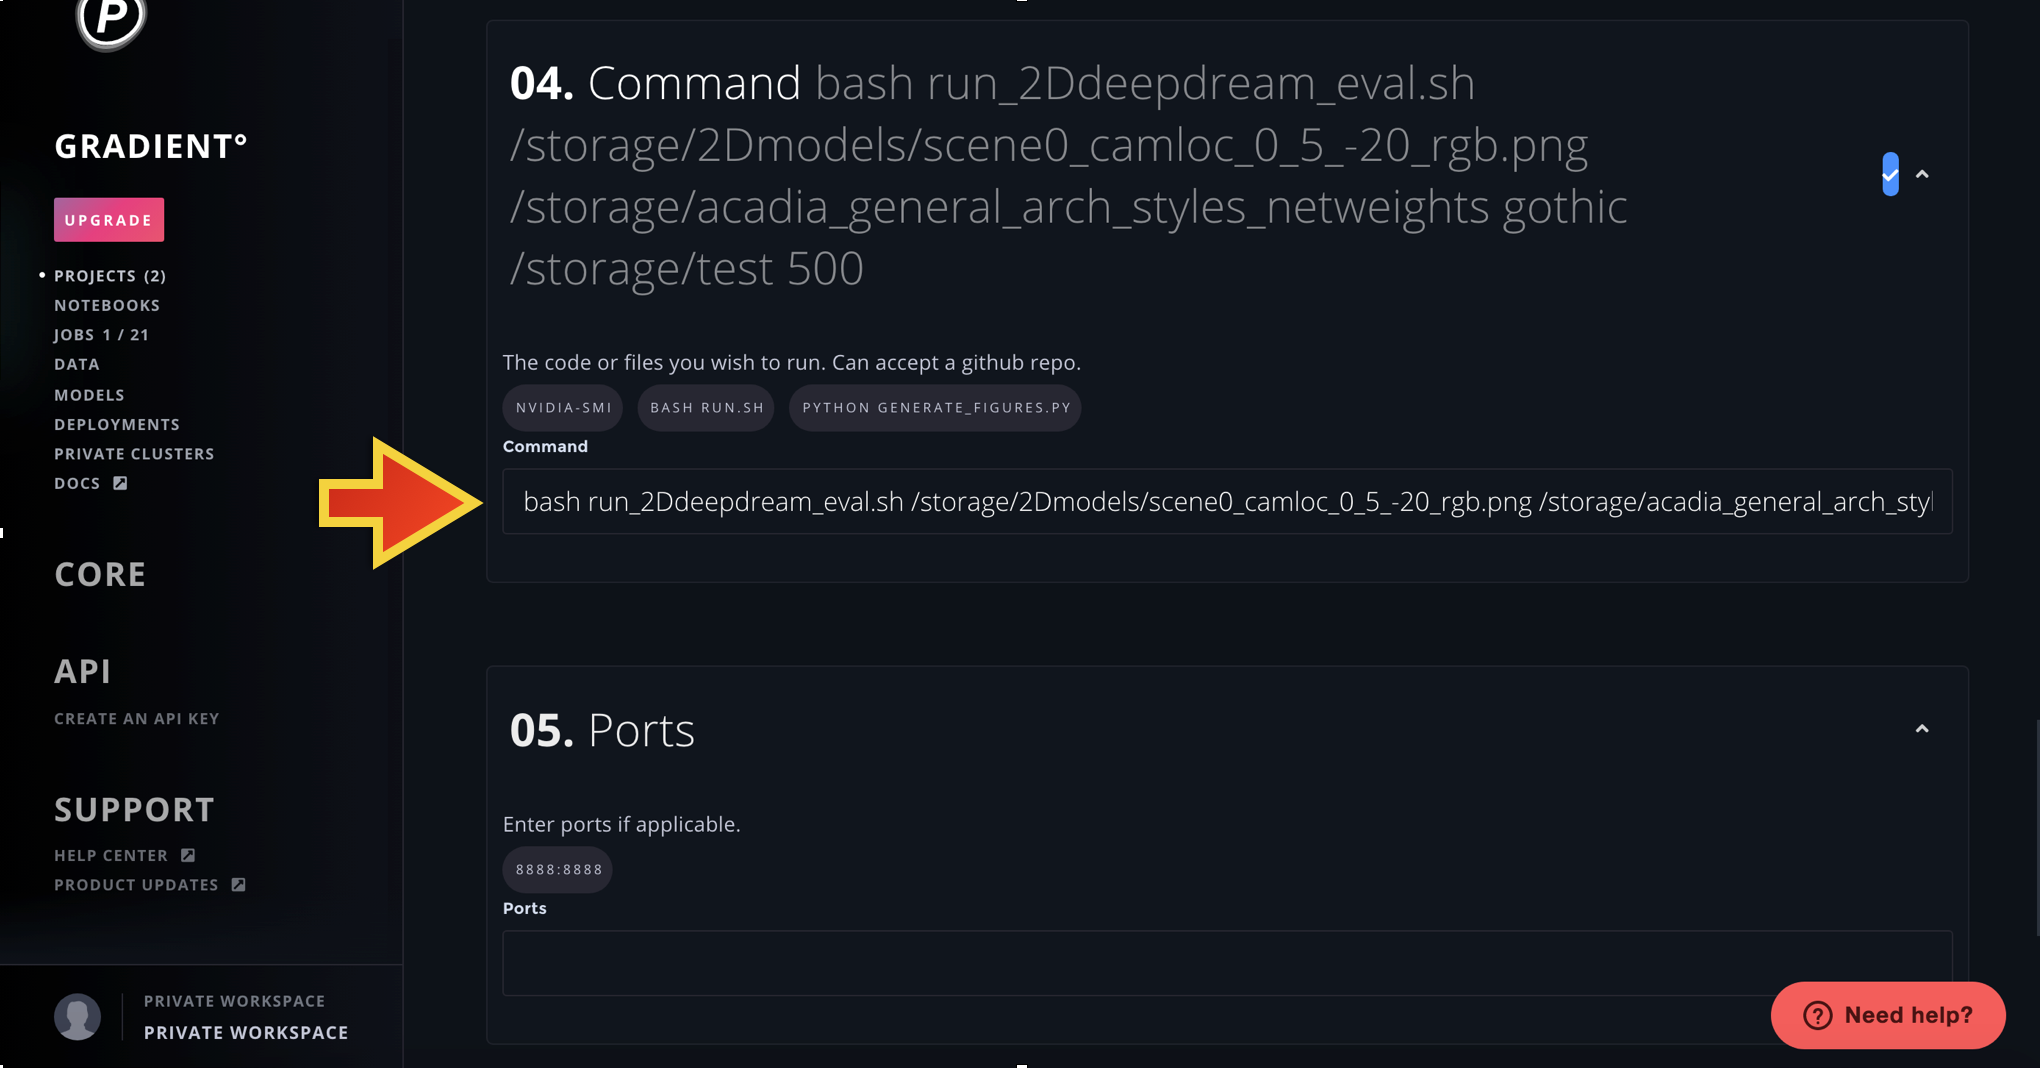 P
GRADIENT°
UPGRADE
PROJECTS (2)
NOTEBOOKS
JOBS 1 / 21
DATA
MODELS
DEPLOYMENTS
PRIVATE CLUSTERS
DOCS
CORE
API
CREATE AN API KEY
SUPPORT
HELP CENTER
PRODUCT UPDATES
PRIVATE WORKSPACE
PRIVATE WORKSPACE
04. Command bash run_2Ddeepdream_eval.sh
/storage/2Dmodels/scene0_camloc_0_5_-20_rgb.png
/storage/acadia_general_arch_styles_netweights gothic
/storage/test 500
The code or files you wish to run. Can accept a github repo.
NVIDIA-SMI BASH RUN.SH PYTHON GENERATE_FIGURES.PY
Command
bash run_2Ddeepdream_eval.sh /storage/2Dmodels/scene0_camloc_0_5_-20_rgb.png /storage/acadia_general_arch_styl
05. Ports
Enter ports if applicable.
8888:8888
Ports
? Need help?